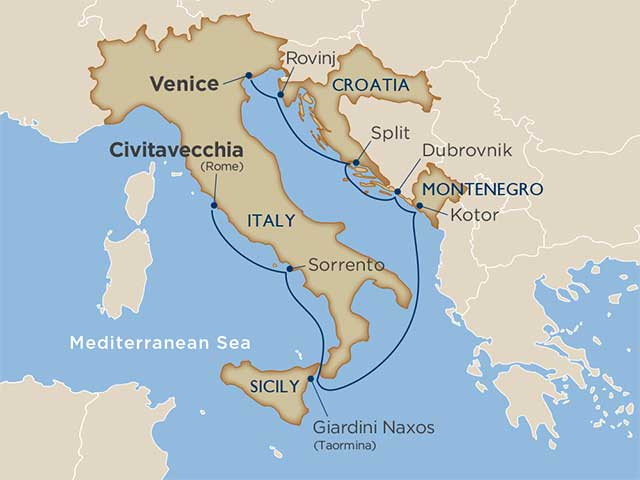 Rovinj
Venice
CROATIA
Split
Civitavecchia
(Rome)
Dubrovnik
MONTENEGRO
Kotor
ITALY
Sorrento
Mediterranean Sea
SICILY
Giardini Naxos
(Taormina)